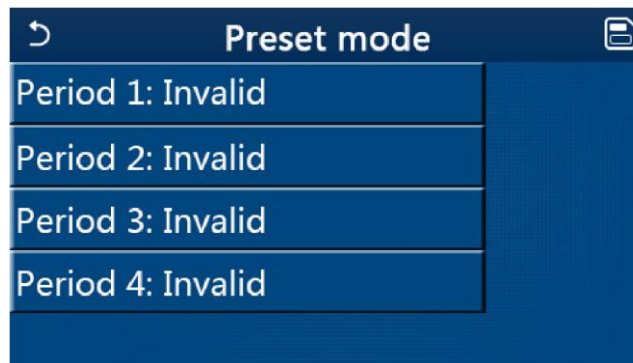 Preset mode
Period 1: Invalid
Period 2: Invalid
Period 3: Invalid
Period 4: Invalid